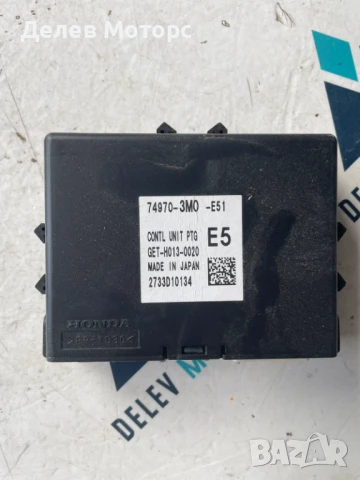 Делев Моторс
74970-3M0 -E51
CONTL UNIT PTG E5
GET-H013-0020
MADE IN JAPAN
2733D10134
HONDA
DELEV MOTO
BAZAR
bg